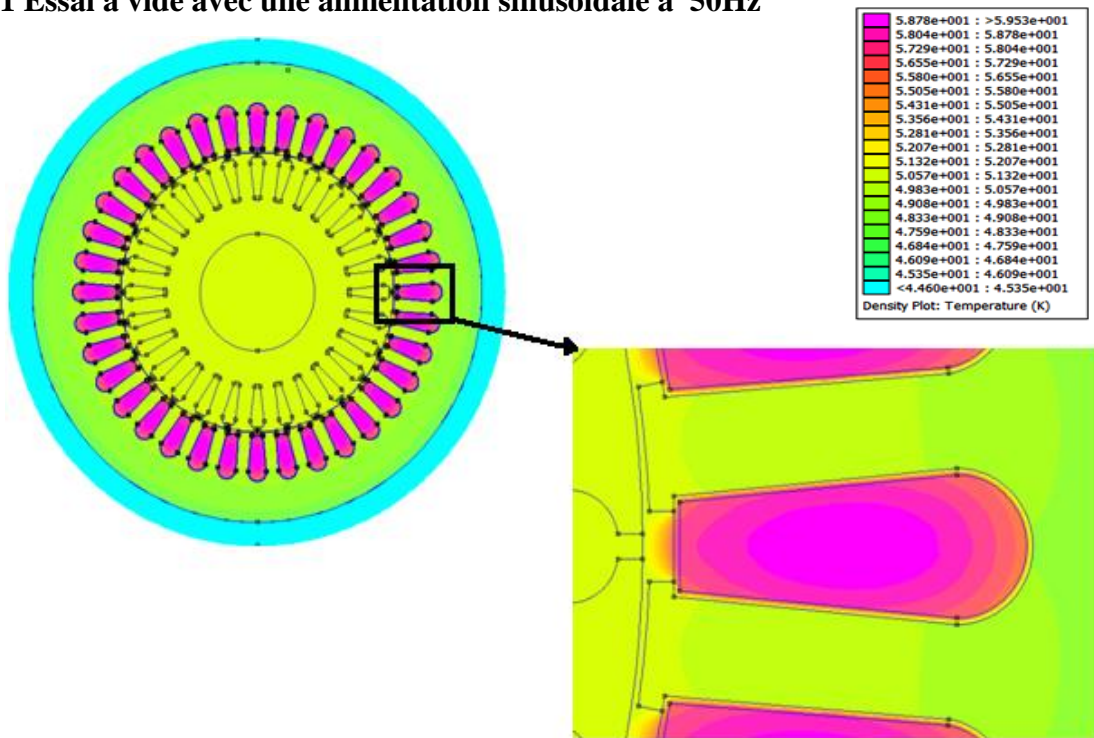 1 Essai à vide avec une alimentation sinusoïdale à 50Hz
5.878e+001 : >5.953e+001
5.804e+001 : 5.878e+001
5.729e+001 : 5.804e+001
5.655e+001 : 5.729e+001
5.580e+001 : 5.655e+001
5.505e+001 : 5.580e+001
5.431e+001 : 5.505e+001
5.356e+001 : 5.431e+001
5.281e+001 : 5.356e+001
5.207e+001 : 5.281e+001
5.132e+001 : 5.207e+001
5.057e+001 : 5.132e+001
4.983e+001 : 5.057e+001
4.908e+001 : 4.983e+001
4.833e+001 : 4.908e+001
4.759e+001 : 4.833e+001
4.684e+001 : 4.759e+001
4.609e+001 : 4.684e+001
4.535e+001 : 4.609e+001
<4.460e+001 : 4.535e+001
Density Plot: Temperature (K)